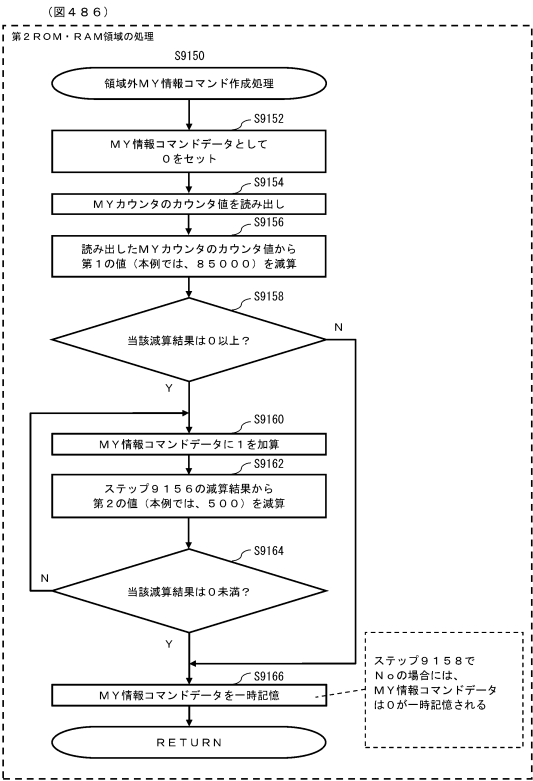 (図486)
第2ROM・RAM領域の処理
S9150
領域外MY情報コマンド作成処理
S9152
MY情報コマンドデータとして
0をセット
S9154
MYカウンタのカウンタ値を読み出し
S9156
読み出したMYカウンタのカウンタ値から
第1の値(本例では、85000)を減算
S9158
当該減算結果は0以上?
N
Y
S9160
MY情報コマンドデータに1を加算
S9162
ステップ9156の減算結果から
第2の値(本例では、500)を減算
S9164
当該減算結果は0未満?
N
Y
S9166
MY情報コマンドデータを一時記憶
ステップ9158で
Noの場合には、
MY情報コマンドデータ
は0が一時記憶される
RETURN